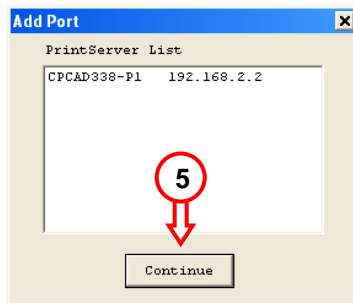 Add Port
PrintServer List
CPCAD338-P1 192.168.2.2
5
Continue